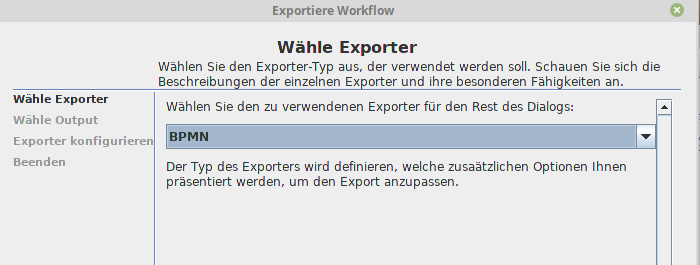 Exportiere Workflow
Wähle Exporter
Wählen Sie den Exporter-Typ aus, der verwendet werden soll. Schauen Sie sich die
Beschreibungen der einzelnen Exporter und ihre besonderen Fähigkeiten an.
Wähle Exporter
Wähle Output
Exporter konfigurieren
Beenden
Wählen Sie den zu verwendenen Exporter für den Rest des Dialogs:
BPMN
Der Typ des Exporters wird definieren, welche zusaätzlichen Optionen Ihnen
präsentiert werden, um den Export anzupassen.